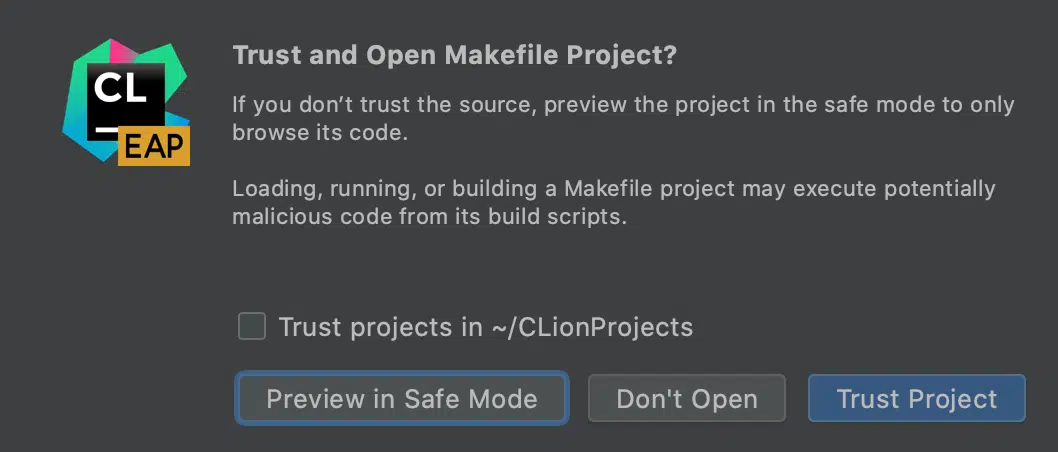 CL
EAP
Trust and Open Makefile Project?
If you don’t trust the source, preview the project in the safe mode to only
browse its code.
Loading, running, or building a Makefile project may execute potentially
malicious code from its build scripts.
Trust projects in ~/CLionProjects
Preview in Safe Mode
Don't Open
Trust Project